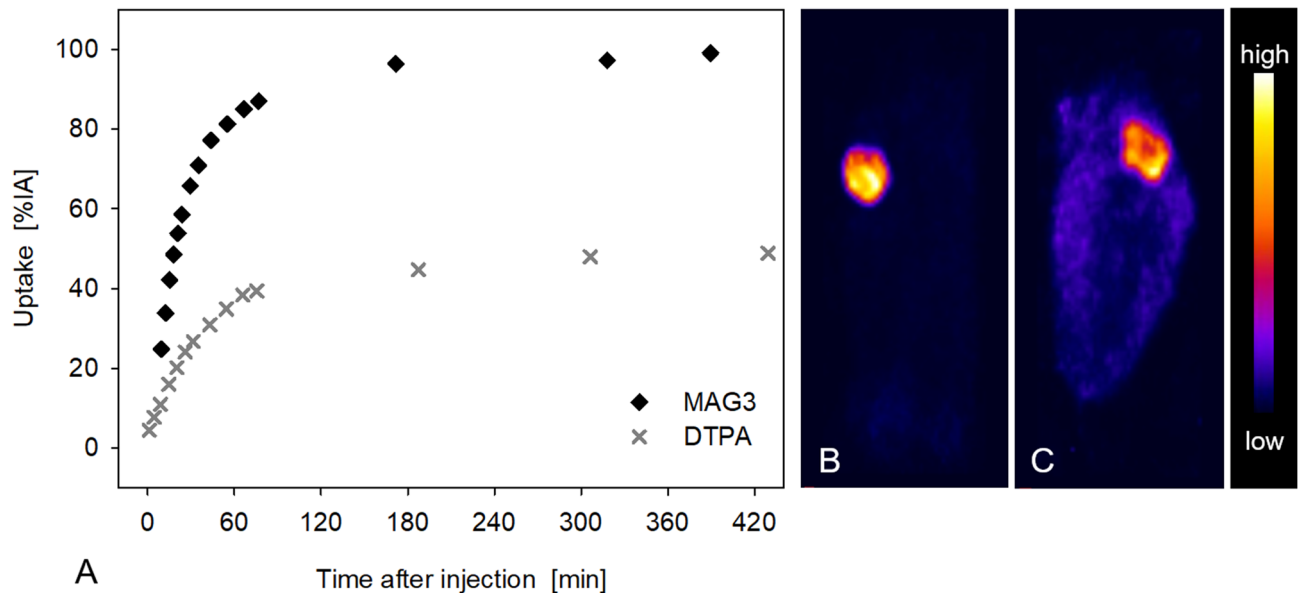 Uptake [%IA]
100
80
60
40
20
0
MAG3
DTPA
0 60 120 180 240 300 360 420
Time after injection [min]
A
B
C
high
low